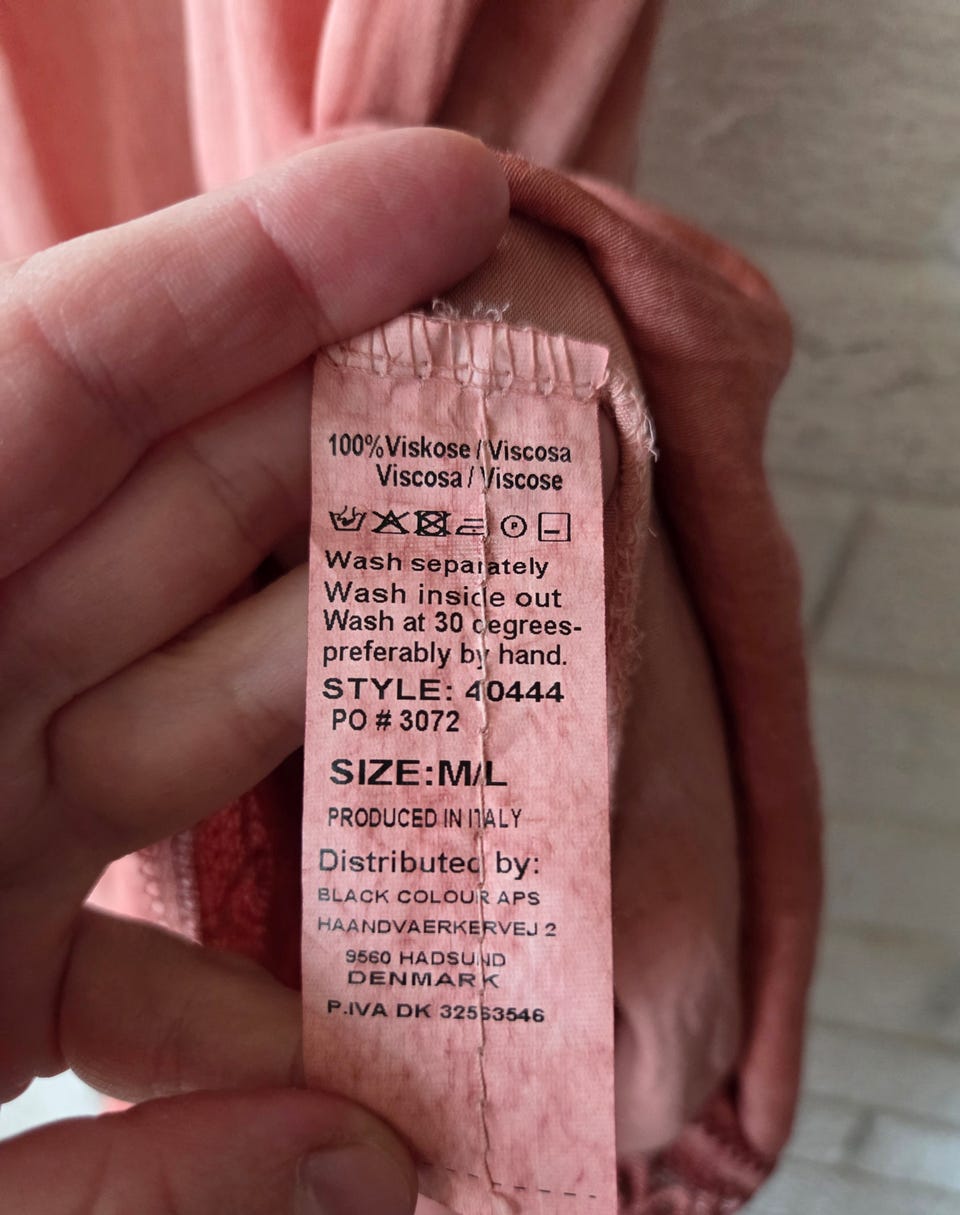 100%Viskose / Viscosa
Viscosa / Viscose
P
Wash separately
Wash inside out
Wash at 30 degrees-
preferably by hand.
STYLE: 40444
PO # 3072
SIZE:M/L
PRODUCED IN ITALY
Distributed by:
BLACK COLOUR APS
HAANDVAERKERVEJ 2
9560 HADSUND
DENMARK
P.IVA DK 32563546